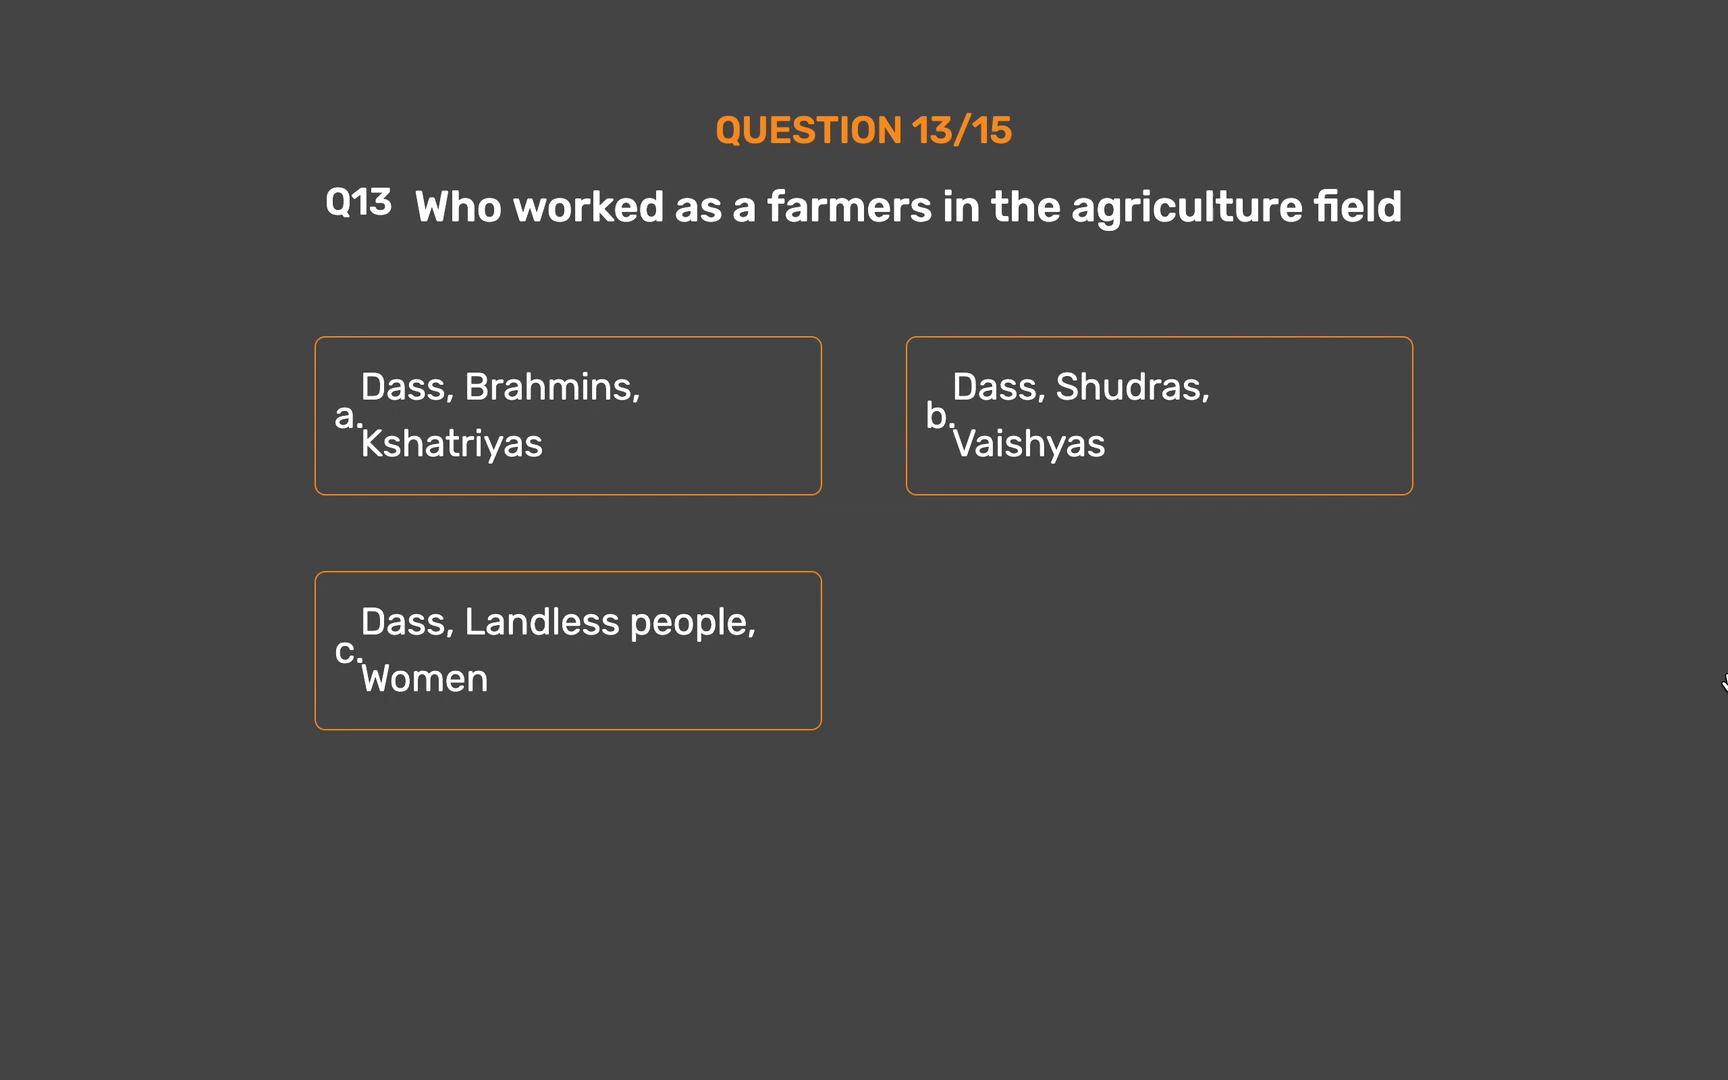 QUESTION 13/15
Q13 Who worked as a farmers in the agriculture field
a. Dass, Brahmins,
Kshatriyas
b. Dass, Shudras,
Vaishyas
c. Dass, Landless people,
Women